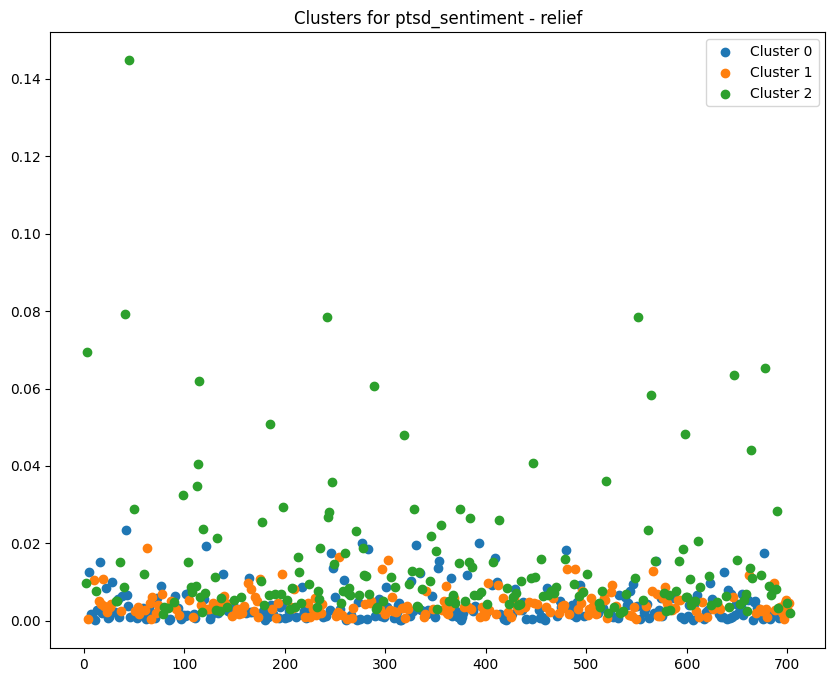 Clusters for ptsd_sentiment - relief
Cluster 0
Cluster 1
Cluster 2
0.14
0.12
0.10
0.08
0.06
0.04
0.02
0.00
0 100 200 300 400 500 600 700